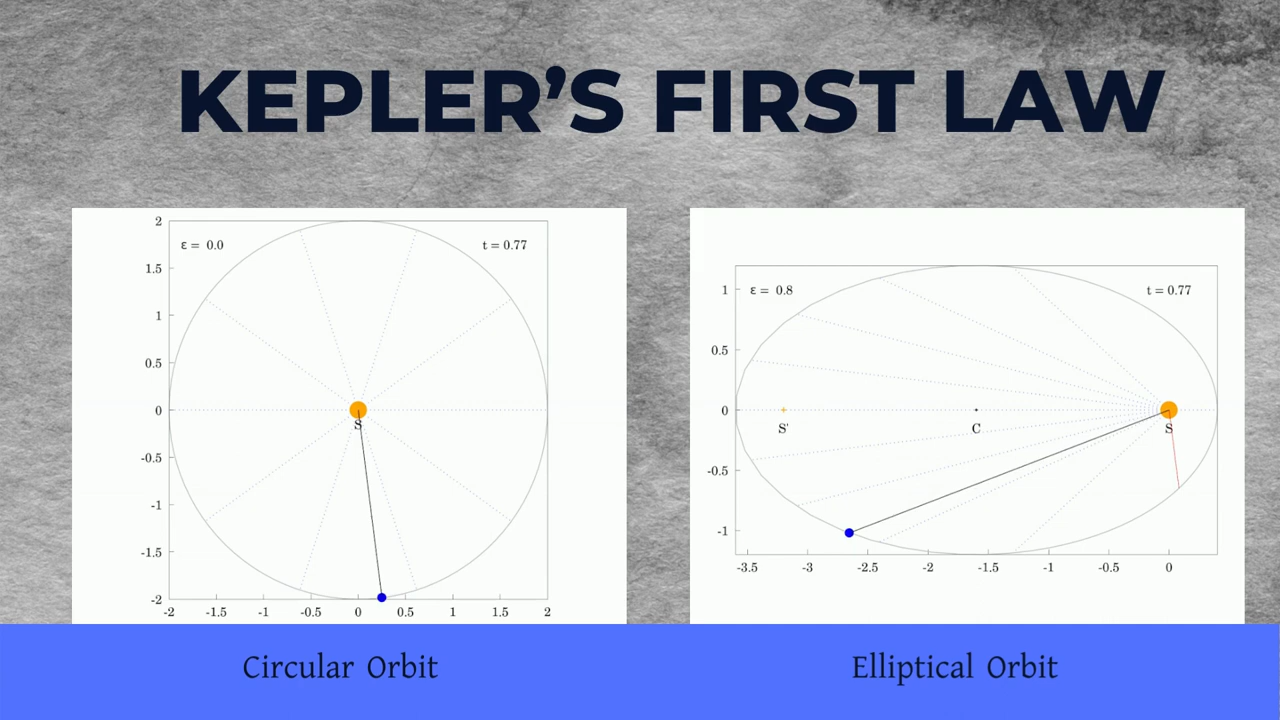 KEPLER’S FIRST LAW
ε = 0.0
t = 0.77
2
1.5
1
0.5
0
-0.5
-1
-1.5
-2
S
-2 -1.5 -1 -0.5 0 0.5 1 1.5 2
ε = 0.8
t = 0.77
1
0.5
0
-0.5
-1
S'
C
S
-3.5 -3 -2.5 -2 -1.5 -1 -0.5 0
Circular Orbit
Elliptical Orbit